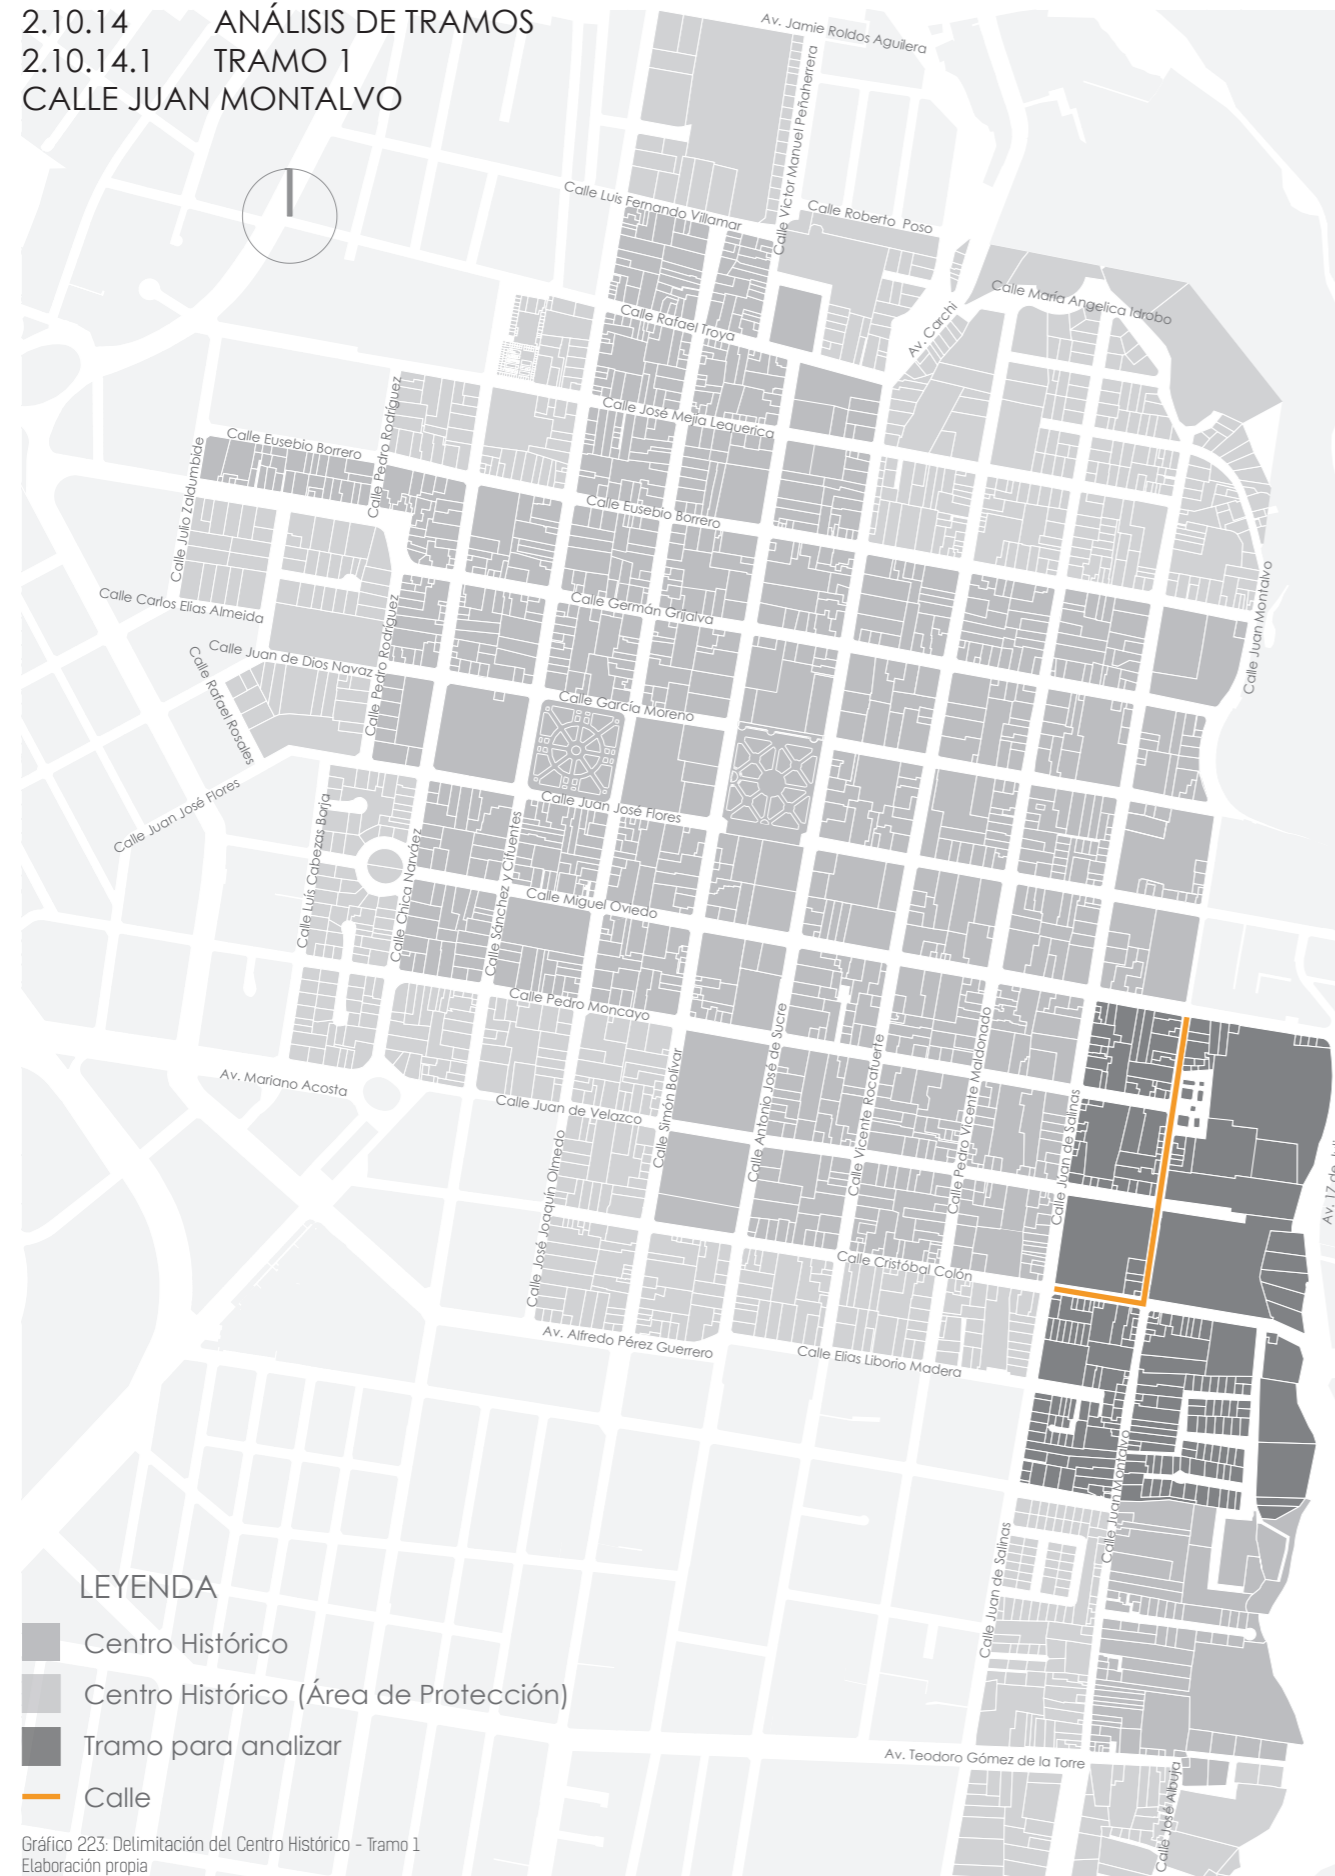 2.10.14 ANÁLISIS DE TRAMOS
2.10.14.1 TRAMO 1
CALLE JUAN MONTALVO
Av. Jamie Roldos Aguilera
Calle Victor Manuel Peñaherrera
Calle Luis Fernando Villamar
Calle Roberto Poso
Calle María Angelica Idrobo
Calle Rafael Troya
Av. Carchi
Calle José Mejia Lequerica
Calle Pedro Rodríguez
Calle Eusebio Borrero
Calle Julio Zaldumbide
Calle Eusebio Borrero
Calle Carlos Elias Almeida
Calle Germán Grijalva
Calle Juan Montalvo
Calle Pedro Rodríguez
Calle Juan de Dios Navaz
Calle Rafael Rosales
Calle García Moreno
Calle Juan José Flores
Calle Juan José Flores
Calle Luís Cabezas Borja
Calle Chica Narváez
Calle Sánchez y Cifuentes
Calle Miguel Oviedo
Calle Pedro Moncayo
Calle Antonio José de Sucre
Calle Vicente Rocafuerte
Calle Pedro Vicente Maldonado
Calle Simón Bolívar
Calle Juan de Salinas
Av. Mariano Acosta
Calle Juan de Velazco
Calle José Joaquín Olmedo
Av. 17 de
Calle Cristóbal Colón
Av. Alfredo Pérez Guerrero
Calle Elias Liborio Madera
Calle Juan Montalvo
Calle Juan de Salinas
LEYENDA
Centro Histórico
Centro Histórico (Área de Protección)
Tramo para analizar
Calle
Av. Teodoro Gómez de la Torre
Calle José Albuja
Gráfico 223: Delimitación del Centro Histórico - Tramo 1
Elaboración propia